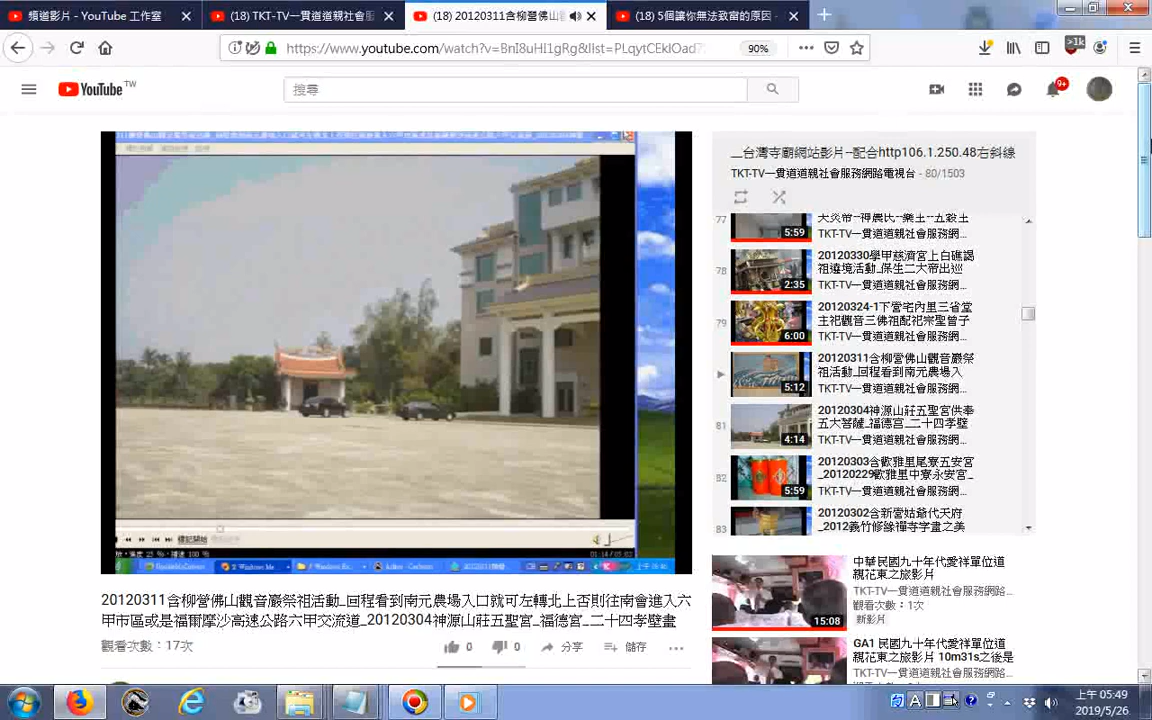 頻道影片 - YouTube 工作室
(18) TKT-TV一貫道道親社會服
(18) 20120311含柳營佛山
(18) 5個讓你無法致富的原因 -
https://www.youtube.com/watch?v=BnI8uHI1gRg&list=PLqytCEkIOad7
90%
>1k
YouTube TW
搜尋
9+
__台灣寺廟網站影片--配合http106.1.250.48右斜線
TKT-TV一貫道道親社會服務網路電視台 - 80/1503
77
5:59
TKT-TV一貫道道親社會服務網...
78
2:35
20120330學甲慈濟宮上白礁謁
祖遶境活動_保生二大帝出巡
TKT-TV一貫道道親社會服務網...
79
6:00
20120324-1下營宅內里三省堂
主祀觀音三佛祖配祀宗聖曾子
TKT-TV一貫道道親社會服務網...
5:12
20120311含柳營佛山觀音巖祭
祖活動_回程看到南元農場入
TKT-TV一貫道道親社會服務網...
81
4:14
20120304神源山莊五聖宮供奉
五大菩薩_福德宮_二十四孝壁
TKT-TV一貫道道親社會服務網...
82
5:59
20120303含歡雅里尾寮五安宮
_20120229歡雅里中寮永安宮_
TKT-TV一貫道道親社會服務網...
83
20120302含新營姑爺代天府
_2012義竹修緣禪寺字畫之美
標記開始
01:14/05:02
20120311含柳營佛山觀音巖祭祖活動_回程看到南元農場入口就可左轉北上否則往南會進入六
甲市區或是福爾摩沙高速公路六甲交流道_20120304神源山莊五聖宮_福德宮_二十四孝壁畫
觀看次數：17次
0
0
分享
儲存
15:08
中華民國九十年代愛祥單位道
親花東之旅影片
TKT-TV一貫道道親社會服務網路...
觀看次數：1次
新影片
GA1 民國九十年代愛祥單位道
親花東之旅影片 10m31s之後是
TKT-TV一貫道道親社會服務網路...
上午 05:49
2019/5/26